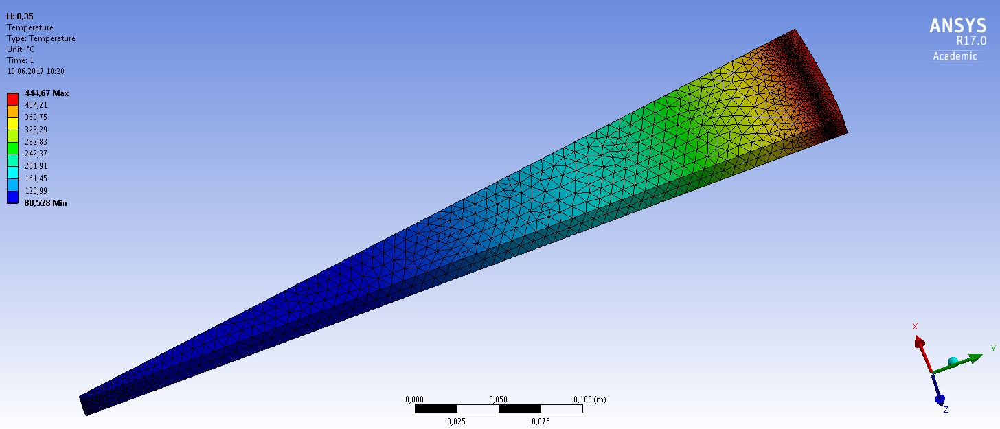 H: 0,35
Temperature
Type: Temperature
Unit: °C
Time: 1
13.06.2017 10:28
444,67 Max
404,21
363,75
323,29
282,83
242,37
201,91
161,45
120,99
80,528 Min
ANSYS
R17.0
Academic
0,000
0,050
0,100 (m)
0,025
0,075
X
Y
Z